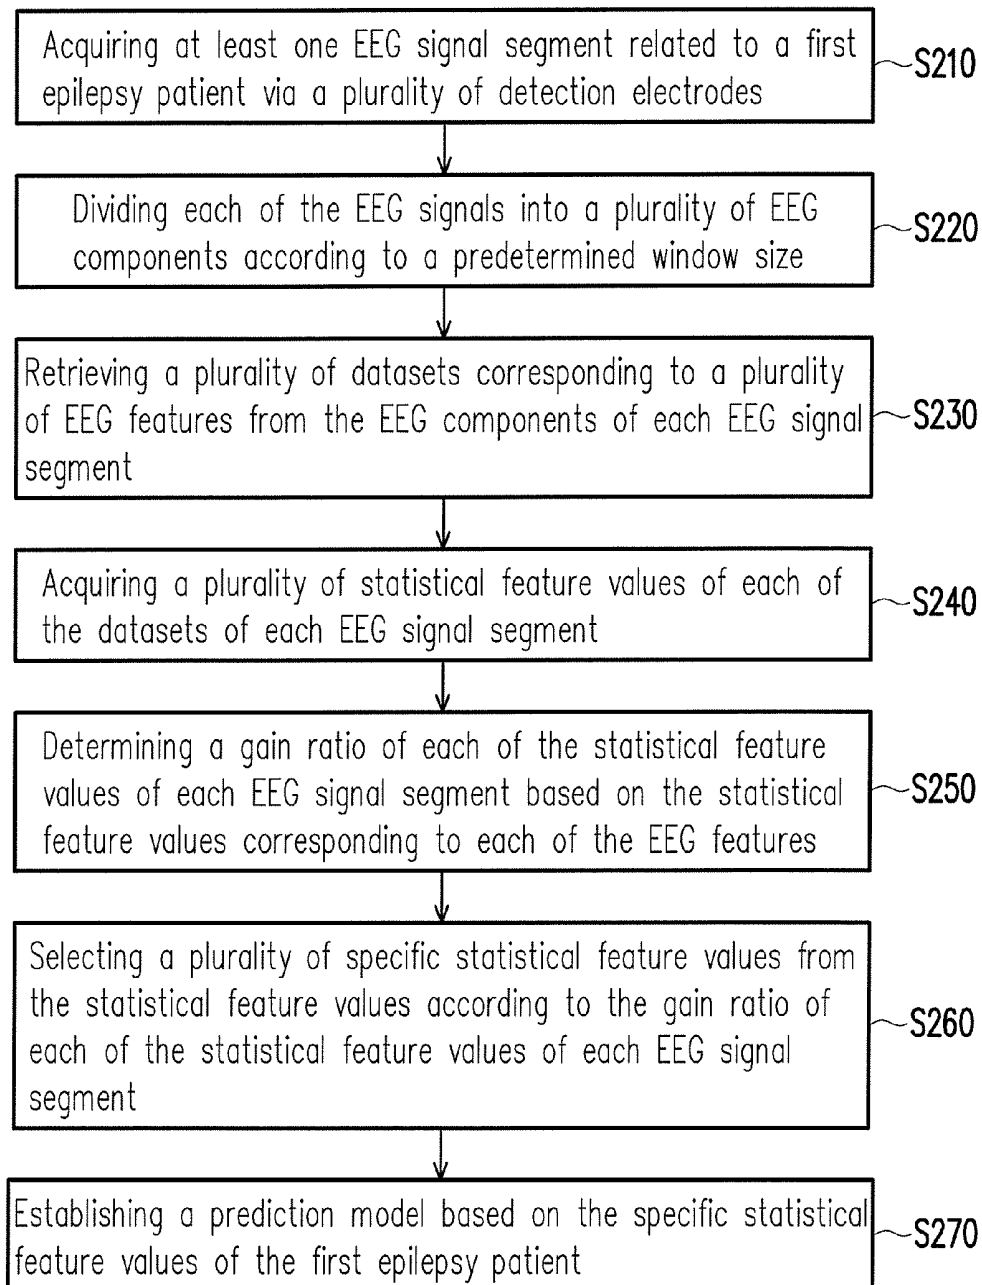 Acquiring at least one EEG signal segment related to a first
epilepsy patient via a plurality of detection electrodes
S210
Dividing each of the EEG signals into a plurality of EEG
components according to a predetermined window size
S220
Retrieving a plurality of datasets corresponding to a plurality
of EEG features from the EEG components of each EEG signal
segment
S230
Acquiring a plurality of statistical feature values of each of
the datasets of each EEG signal segment
S240
Determining a gain ratio of each of the statistical feature
values of each EEG signal segment based on the statistical
feature values corresponding to each of the EEG features
S250
Selecting a plurality of specific statistical feature values from
the statistical feature values according to the gain ratio of
each of the statistical feature values of each EEG signal
segment
S260
Establishing a prediction model based on the specific statistical
feature values of the first epilepsy patient
S270